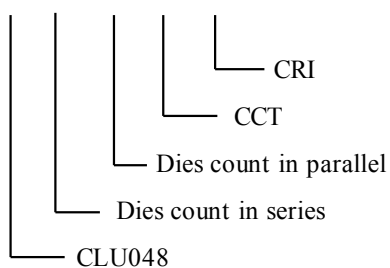 CRI
CCT
Dies count in parallel
Dies count in series
CLU048